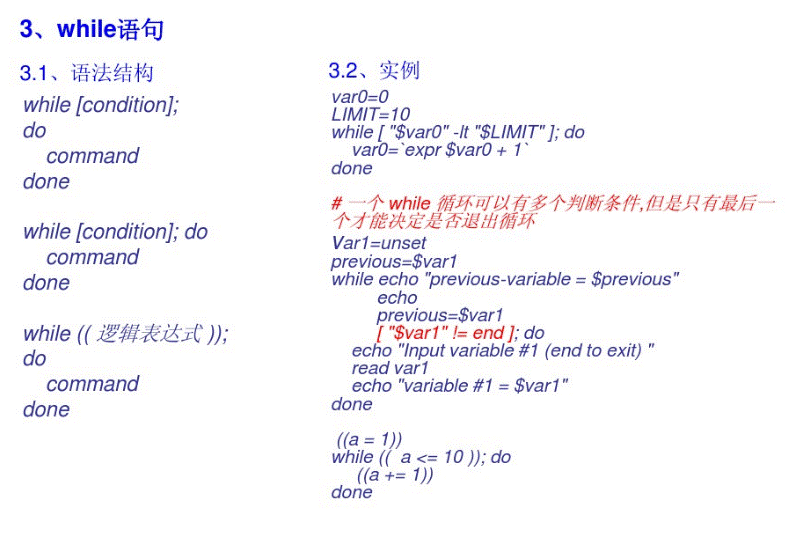 3、while语句
3.1、语法结构
while [condition];
do
command
done
while [condition]; do
command
done
while (( 逻辑表达式 ));
do
command
done
3.2、实例
var0=0
LIMIT=10
while [ "$var0" -lt "$LIMIT" ]; do
var0=`expr $var0 + 1`
done
# 一个 while 循环可以有多个判断条件,但是只有最后一
个才能决定是否退出循环
Var1=unset
previous=$var1
while echo "previous-variable = $previous"
echo
previous=$var1
[ "$var1" != end ]; do
echo "Input variable #1 (end to exit) "
read var1
echo "variable #1 = $var1"
done
((a = 1))
while (( a <= 10 )); do
((a += 1))
done